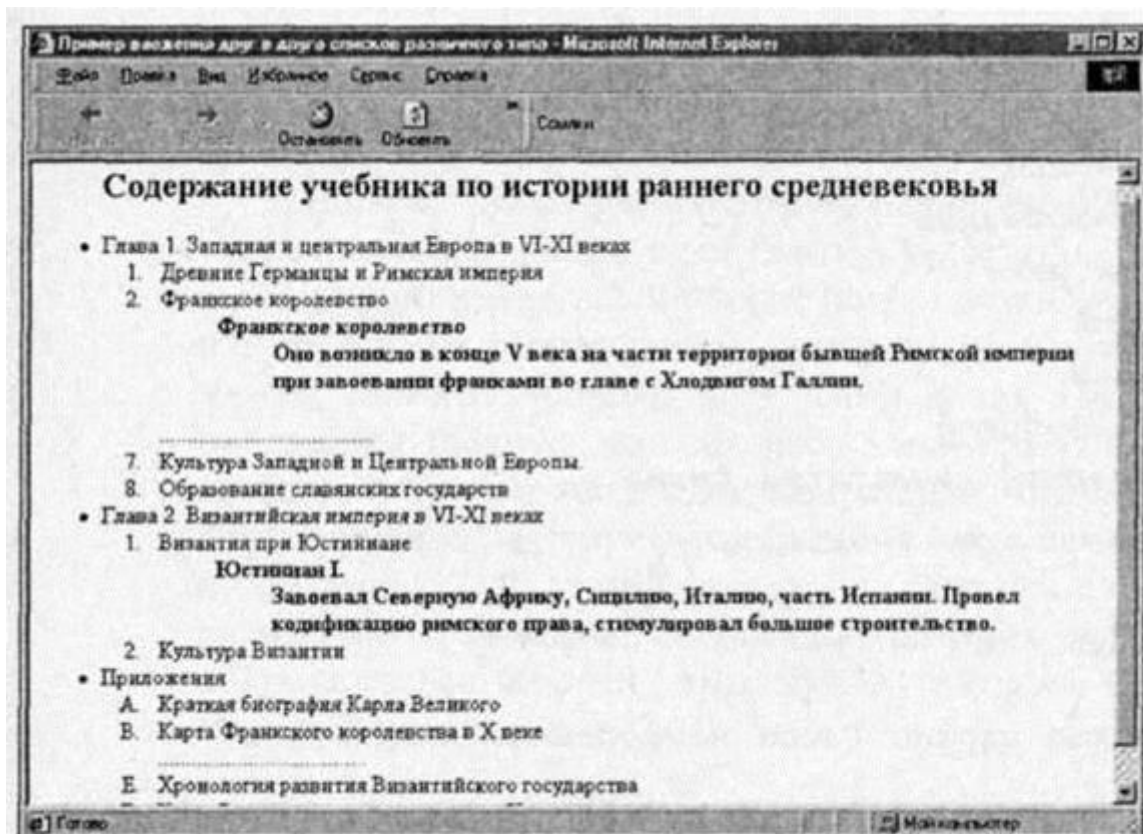 Пример вложения друг в друга списков различного типа - Microsoft Internet Explorer
Файл Правка Вид Избранное Сервис Справка
Остановить Обновить Ссылки
Содержание учебника по истории раннего средневековья
• Глава 1. Западная и центральная Европа в VI-XI веках
1. Древние Германцы и Римская империя
2. Франкское королевство
Франкское королевство
Оно возникло в конце V века на части территории бывшей Римской империи
при завоевании франками во главе с Хлодвигом Галлии.
7. Культура Западной и Центральной Европы.
8. Образование славянских государств
• Глава 2. Византийская империя в VI-XI веках
1. Византия при Юстиниане
Юстиниан I.
Завоевал Северную Африку, Сицилию, Италию, часть Испании. Провел
кодификацию римского права, стимулировал большое строительство.
2. Культура Византии
• Приложения
A. Краткая биография Карла Великого
B. Карта Франкского королевства в X веке
E. Хронология развития Византийского государства
Готово Мой компьютер